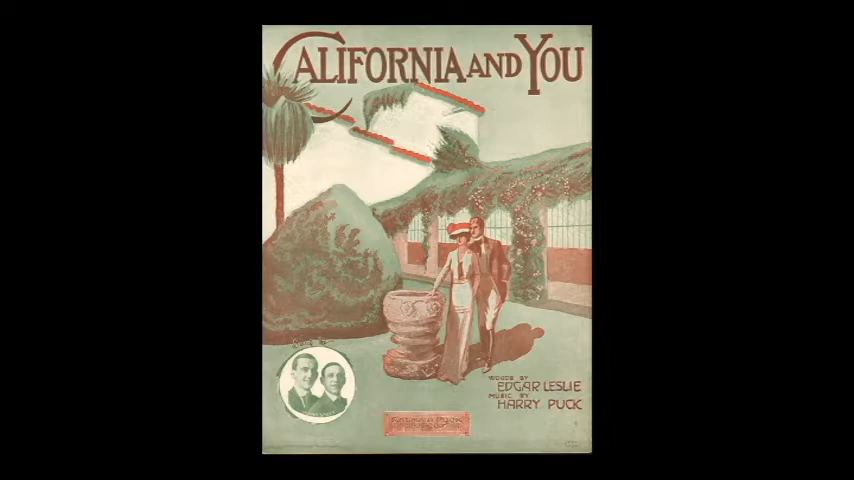 CALIFORNIA AND YOU
WORDS BY
EDGAR LESLIE
MUSIC BY
HARRY PUCK